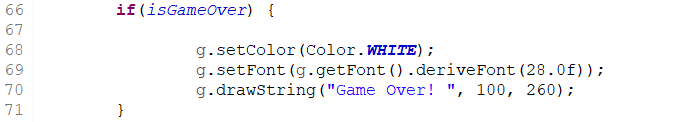 66 if(isGameOver) {
67
68 g.setColor(Color.WHITE);
69 g.setFont(g.getFont().deriveFont(28.0f));
70 g.drawString("Game Over! ", 100, 260);
71 }